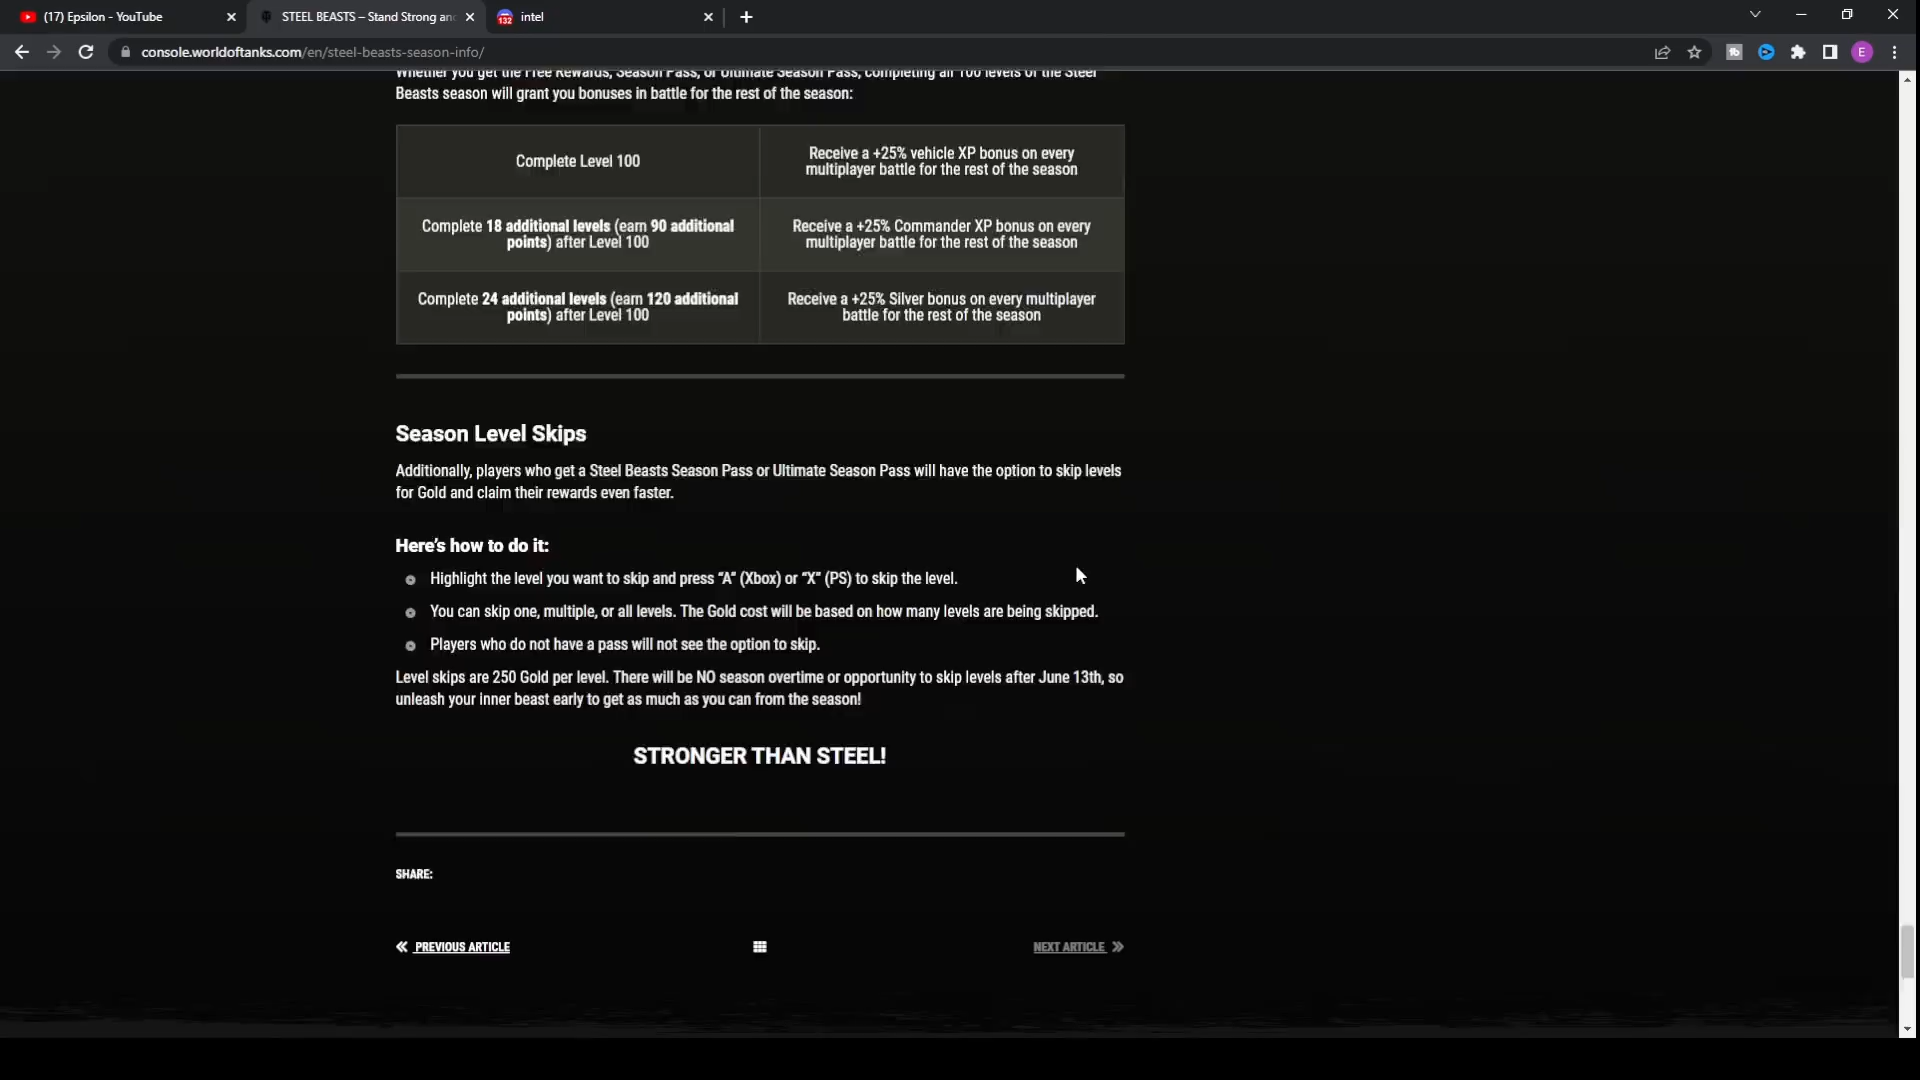 (17) Epsilon - YouTube
STEEL BEASTS – Stand Strong and
132
intel
console.worldoftanks.com/en/steel-beasts-season-info/
E
Whether you get the Free Rewards, Season Pass, or Ultimate Season Pass, completing all 100 levels of the Steel
Beasts season will grant you bonuses in battle for the rest of the season:
Complete Level 100
Receive a +25% vehicle XP bonus on every
multiplayer battle for the rest of the season
Complete 18 additional levels (earn 90 additional
points) after Level 100
Receive a +25% Commander XP bonus on every
multiplayer battle for the rest of the season
Complete 24 additional levels (earn 120 additional
points) after Level 100
Receive a +25% Silver bonus on every multiplayer
battle for the rest of the season
Season Level Skips
Additionally, players who get a Steel Beasts Season Pass or Ultimate Season Pass will have the option to skip levels
for Gold and claim their rewards even faster.
Here's how to do it:
Highlight the level you want to skip and press “A” (Xbox) or “X” (PS) to skip the level.
You can skip one, multiple, or all levels. The Gold cost will be based on how many levels are being skipped.
Players who do not have a pass will not see the option to skip.
Level skips are 250 Gold per level. There will be NO season overtime or opportunity to skip levels after June 13th, so
unleash your inner beast early to get as much as you can from the season!
STRONGER THAN STEEL!
SHARE:
PREVIOUS ARTICLE
NEXT ARTICLE